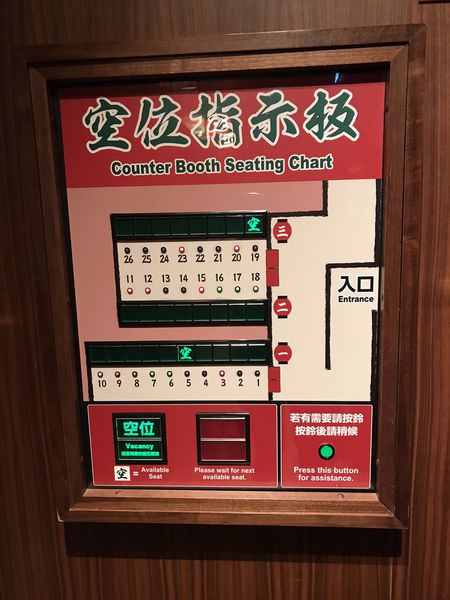 空位指示板
Counter Booth Seating Chart
空
三
26 25 24 23 22 21 20 19
11 12 13 14 15 16 17 18
入口
Entrance
二
空
一
10 9 8 7 6 5 4 3 2 1
空位
Vacancy
空 = Available
Seat
Please wait for next
available seat.
若有需要請按鈴
按鈴後請稍候
Press this button
for assistance.